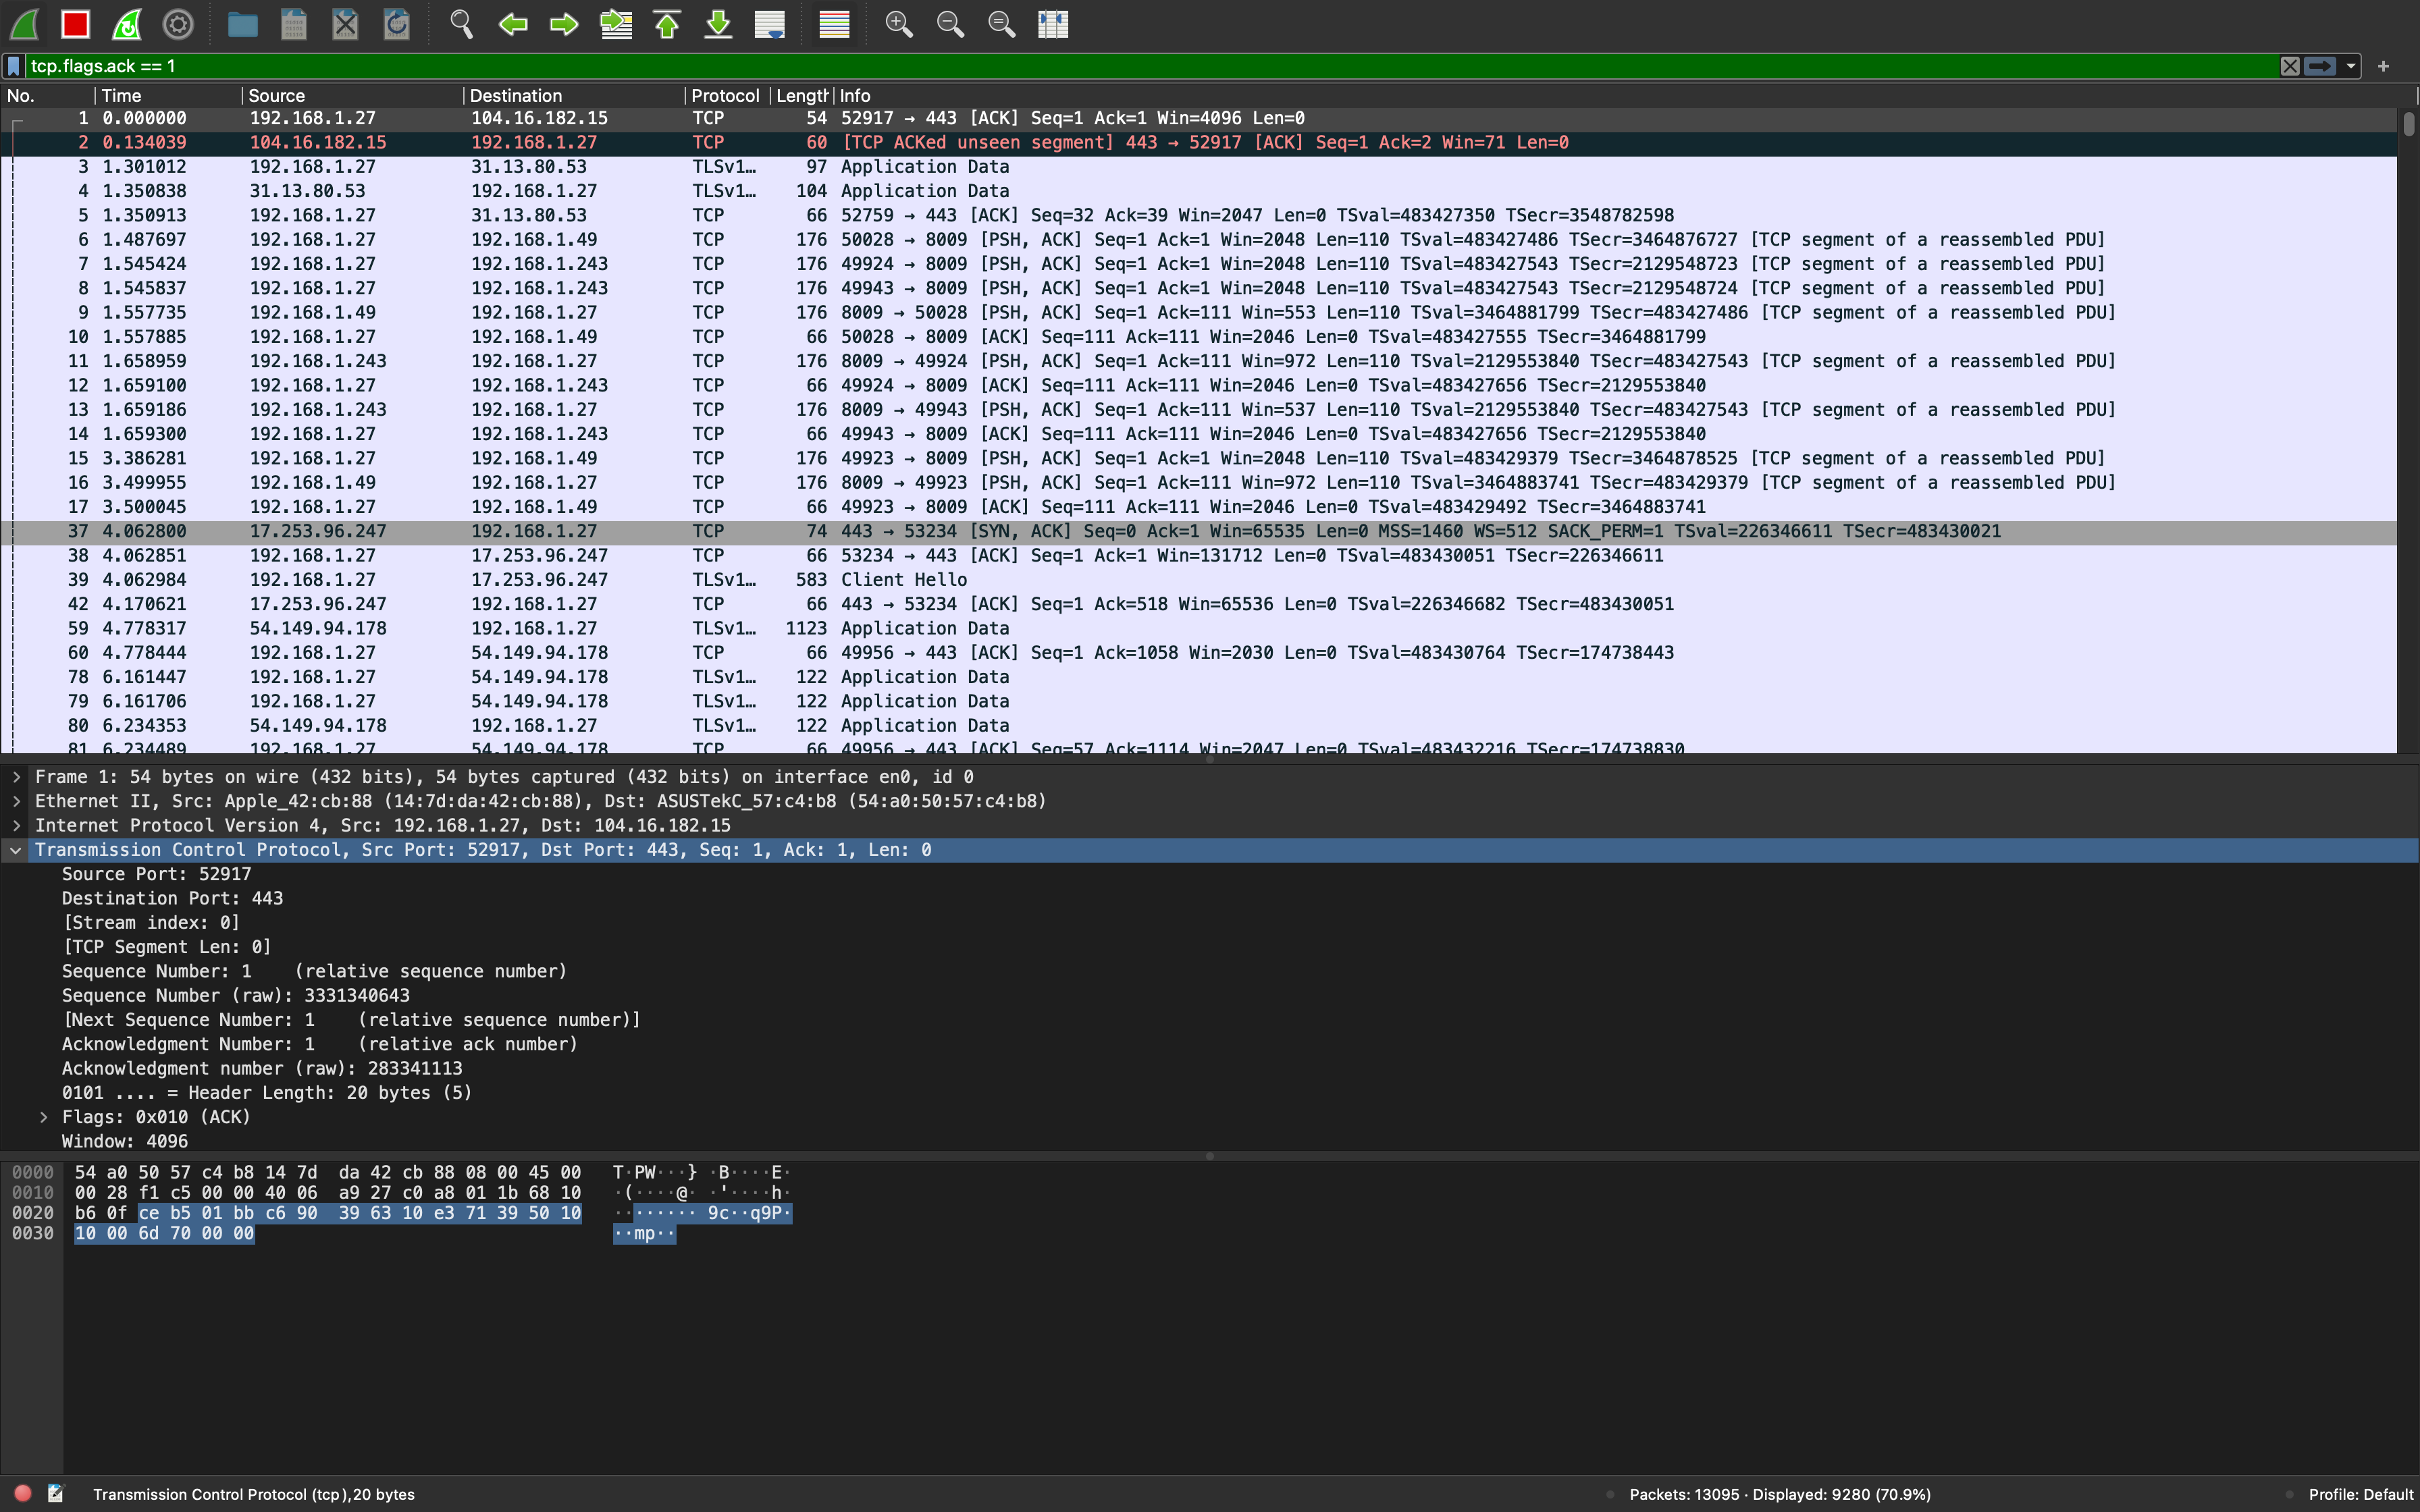 tcp.flags.ack == 1
No. Time Source Destination Protocol Length Info
1 0.000000 192.168.1.27 104.16.182.15 TCP 54 52917 → 443 [ACK] Seq=1 Ack=1 Win=4096 Len=0
2 0.134039 104.16.182.15 192.168.1.27 TCP 60 [TCP ACKed unseen segment] 443 → 52917 [ACK] Seq=1 Ack=2 Win=71 Len=0
3 1.301012 192.168.1.27 31.13.80.53 TLSv1… 97 Application Data
4 1.350838 31.13.80.53 192.168.1.27 TLSv1… 104 Application Data
5 1.350913 192.168.1.27 31.13.80.53 TCP 66 52759 → 443 [ACK] Seq=32 Ack=39 Win=2047 Len=0 TSval=483427350 TSecr=3548782598
6 1.487697 192.168.1.27 192.168.1.49 TCP 176 50028 → 8009 [PSH, ACK] Seq=1 Ack=1 Win=2048 Len=110 TSval=483427486 TSecr=3464876727 [TCP segment of a reassembled PDU]
7 1.545424 192.168.1.27 192.168.1.243 TCP 176 49924 → 8009 [PSH, ACK] Seq=1 Ack=1 Win=2048 Len=110 TSval=483427543 TSecr=2129548723 [TCP segment of a reassembled PDU]
8 1.545837 192.168.1.27 192.168.1.243 TCP 176 49943 → 8009 [PSH, ACK] Seq=1 Ack=1 Win=2048 Len=110 TSval=483427543 TSecr=2129548724 [TCP segment of a reassembled PDU]
9 1.557735 192.168.1.49 192.168.1.27 TCP 176 8009 → 50028 [PSH, ACK] Seq=1 Ack=111 Win=553 Len=110 TSval=3464881799 TSecr=483427486 [TCP segment of a reassembled PDU]
10 1.557885 192.168.1.27 192.168.1.49 TCP 66 50028 → 8009 [ACK] Seq=111 Ack=111 Win=2046 Len=0 TSval=483427555 TSecr=3464881799
11 1.658959 192.168.1.243 192.168.1.27 TCP 176 8009 → 49924 [PSH, ACK] Seq=1 Ack=111 Win=972 Len=110 TSval=2129553840 TSecr=483427543 [TCP segment of a reassembled PDU]
12 1.659100 192.168.1.27 192.168.1.243 TCP 66 49924 → 8009 [ACK] Seq=111 Ack=111 Win=2046 Len=0 TSval=483427656 TSecr=2129553840
13 1.659186 192.168.1.243 192.168.1.27 TCP 176 8009 → 49943 [PSH, ACK] Seq=1 Ack=111 Win=537 Len=110 TSval=2129553840 TSecr=483427543 [TCP segment of a reassembled PDU]
14 1.659300 192.168.1.27 192.168.1.243 TCP 66 49943 → 8009 [ACK] Seq=111 Ack=111 Win=2046 Len=0 TSval=483427656 TSecr=2129553840
15 3.386281 192.168.1.27 192.168.1.49 TCP 176 49923 → 8009 [PSH, ACK] Seq=1 Ack=1 Win=2048 Len=110 TSval=483429379 TSecr=3464878525 [TCP segment of a reassembled PDU]
16 3.499955 192.168.1.49 192.168.1.27 TCP 176 8009 → 49923 [PSH, ACK] Seq=1 Ack=111 Win=972 Len=110 TSval=3464883741 TSecr=483429379 [TCP segment of a reassembled PDU]
17 3.500045 192.168.1.27 192.168.1.49 TCP 66 49923 → 8009 [ACK] Seq=111 Ack=111 Win=2046 Len=0 TSval=483429492 TSecr=3464883741
37 4.062800 17.253.96.247 192.168.1.27 TCP 74 443 → 53234 [SYN, ACK] Seq=0 Ack=1 Win=65535 Len=0 MSS=1460 WS=512 SACK_PERM=1 TSval=226346611 TSecr=483430021
38 4.062851 192.168.1.27 17.253.96.247 TCP 66 53234 → 443 [ACK] Seq=1 Ack=1 Win=131712 Len=0 TSval=483430051 TSecr=226346611
39 4.062984 192.168.1.27 17.253.96.247 TLSv1… 583 Client Hello
42 4.170621 17.253.96.247 192.168.1.27 TCP 66 443 → 53234 [ACK] Seq=1 Ack=518 Win=65536 Len=0 TSval=226346682 TSecr=483430051
59 4.778317 54.149.94.178 192.168.1.27 TLSv1… 1123 Application Data
60 4.778444 192.168.1.27 54.149.94.178 TCP 66 49956 → 443 [ACK] Seq=1 Ack=1058 Win=2030 Len=0 TSval=483430764 TSecr=174738443
78 6.161447 192.168.1.27 54.149.94.178 TLSv1… 122 Application Data
79 6.161706 192.168.1.27 54.149.94.178 TLSv1… 122 Application Data
80 6.234353 54.149.94.178 192.168.1.27 TLSv1… 122 Application Data
81 6.234489 192.168.1.27 54.149.94.178 TCP 66 49956 → 443 [ACK] Seq=57 Ack=1114 Win=2047 Len=0 TSval=483432216 TSecr=174738830
Frame 1: 54 bytes on wire (432 bits), 54 bytes captured (432 bits) on interface en0, id 0
Ethernet II, Src: Apple_42:cb:88 (14:7d:da:42:cb:88), Dst: ASUSTekC_57:c4:b8 (54:a0:50:57:c4:b8)
Internet Protocol Version 4, Src: 192.168.1.27, Dst: 104.16.182.15
Transmission Control Protocol, Src Port: 52917, Dst Port: 443, Seq: 1, Ack: 1, Len: 0
Source Port: 52917
Destination Port: 443
[Stream index: 0]
[TCP Segment Len: 0]
Sequence Number: 1 (relative sequence number)
Sequence Number (raw): 3331340643
[Next Sequence Number: 1 (relative sequence number)]
Acknowledgment Number: 1 (relative ack number)
Acknowledgment number (raw): 283341113
0101 .... = Header Length: 20 bytes (5)
Flags: 0x010 (ACK)
Window: 4096
0000 54 a0 50 57 c4 b8 14 7d da 42 cb 88 08 00 45 00 T·PW···} ·B····E·
0010 00 28 f1 c5 00 00 40 06 a9 27 c0 a8 01 1b 68 10 ·(····@· ·'····h·
0020 b6 0f ce b5 01 bb c6 90 39 63 10 e3 71 39 50 10 ········ 9c··q9P·
0030 10 00 6d 70 00 00 ··mp··
Transmission Control Protocol (tcp), 20 bytes
Packets: 13095 · Displayed: 9280 (70.9%)
Profile: Default